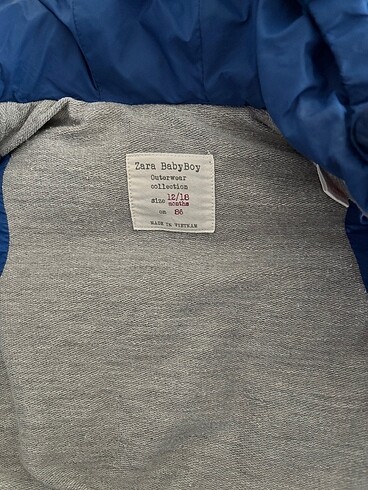 Zara BabyBoy
Outerwear
collection
size 12/18
months
cm 86
MADE IN VIETNAM